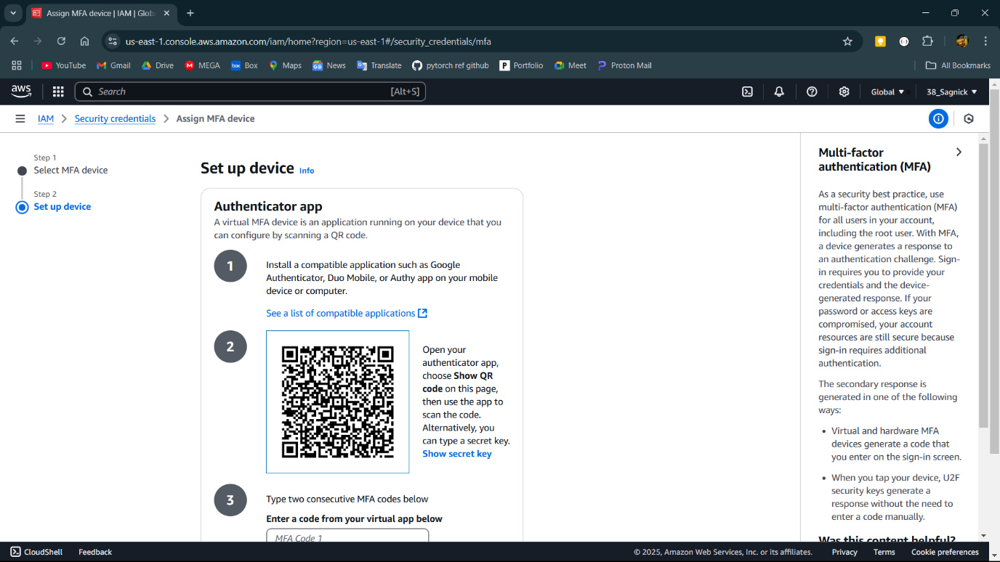 Assign MFA device | IAM | Glob
us-east-1.console.aws.amazon.com/iam/home?region=us-east-1#/security_credentials/mfa
YouTube
Gmail
Drive
MEGA
box
Box
Maps
News
Translate
pytorch ref github
Portfolio
Meet
Proton Mail
All Bookmarks
aws
Search
[Alt+S]
Global
38_Sagnick
IAM
Security credentials
Assign MFA device
Step 1
Select MFA device
Step 2
Set up device
Set up device Info
Authenticator app
A virtual MFA device is an application running on your device that you
can configure by scanning a QR code.
1
Install a compatible application such as Google
Authenticator, Duo Mobile, or Authy app on your mobile
device or computer.
See a list of compatible applications
2
Open your
authenticator app,
choose Show QR
code on this page,
then use the app to
scan the code.
Alternatively, you
can type a secret key.
Show secret key
3
Type two consecutive MFA codes below
Enter a code from your virtual app below
MFA Code 1
Multi-factor
authentication (MFA)
As a security best practice, use
multi-factor authentication (MFA)
for all users in your account,
including the root user. With MFA,
a device generates a response to
an authentication challenge. Sign-
in requires you to provide your
credentials and the device-
generated response. If your
password or access keys are
compromised, your account
resources are still secure because
sign-in requires additional
authentication.
The secondary response is
generated in one of the following
ways:
• Virtual and hardware MFA
devices generate a code that
you enter on the sign-in screen.
• When you tap your device, U2F
security keys generate a
response without the need to
enter a code manually.
Was this content helpful?
CloudShell
Feedback
© 2025, Amazon Web Services, Inc. or its affiliates.
Privacy
Terms
Cookie preferences